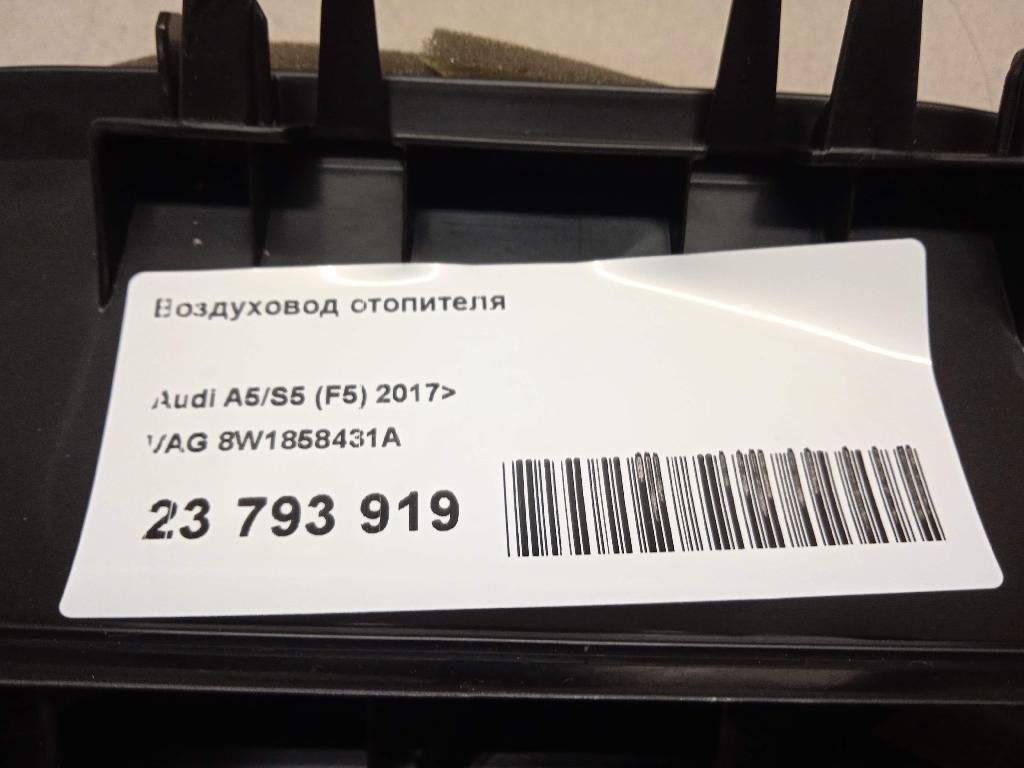 Воздуховод отопителя
Audi A5/S5 (F5) 2017>
VAG 8W1858431A
23 793 919